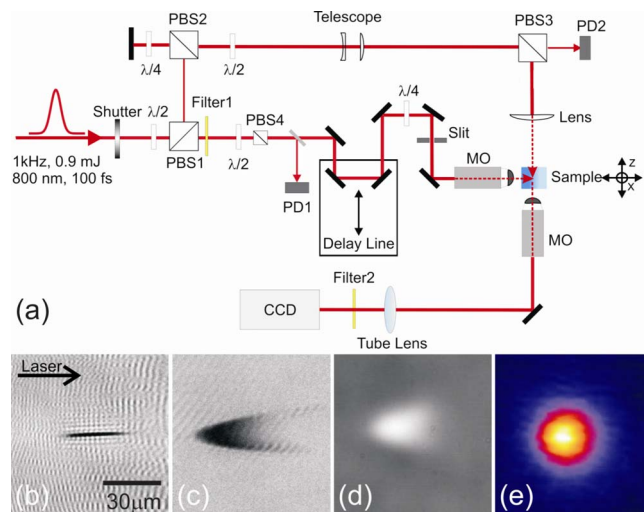 PBS2
Telescope
PBS3
PD2
λ/4
λ/2
Shutter
λ/2
Filter1
PBS4
λ/4
Slit
Lens
PBS1
λ/2
PD1
MO
Sample
z
x
1kHz, 0.9 mJ
800 nm, 100 fs
Delay Line
MO
Filter2
CCD
Tube Lens
(a)
Laser
30μm
(b)
(c)
(d)
(e)